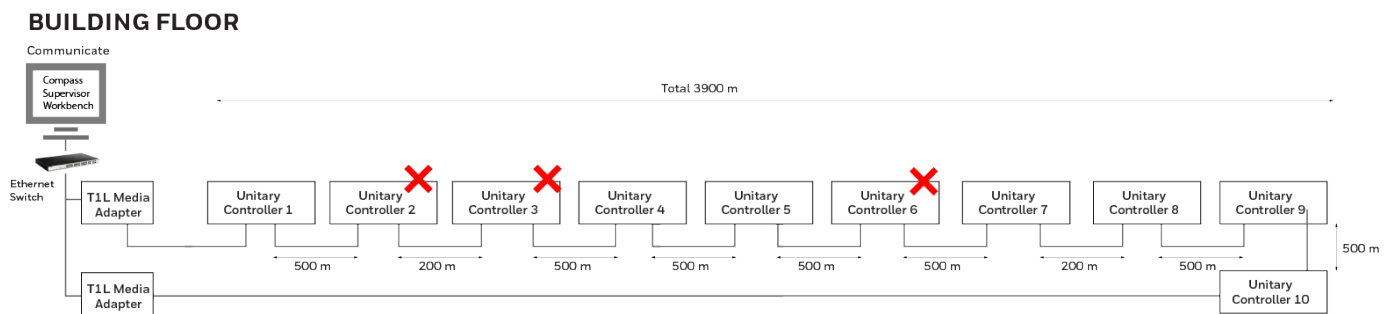 BUILDING FLOOR
Communicate
Compass
Supervisor
Workbench
Total 3900 m
Ethernet
Switch
T1L Media
Adapter
Unitary
Controller 1
Unitary
Controller 2
Unitary
Controller 3
Unitary
Controller 4
Unitary
Controller 5
Unitary
Controller 6
Unitary
Controller 7
Unitary
Controller 8
Unitary
Controller 9
500 m
200 m
500 m
500 m
500 m
500 m
200 m
500 m
500 m
T1L Media
Adapter
Unitary
Controller 10